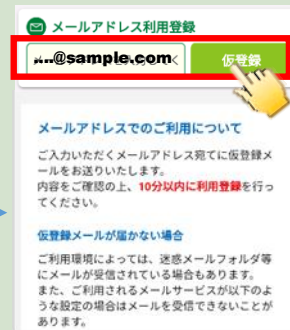 メールアドレス利用登録
...@sample.com
仮登録
メールアドレスでのご利用について
ご入力いただくメールアドレス宛てに仮登録メ
ールをお送りいたします。
内容をご確認の上、10分以内に利用登録を行っ
てください。
仮登録メールが届かない場合
ご利用環境によっては、迷惑メールフォルダ等
にメールが受信されている場合もあります。
また、ご利用されるメールサービスが以下のよ
うな設定の場合はメールを受信できないことが
あります。